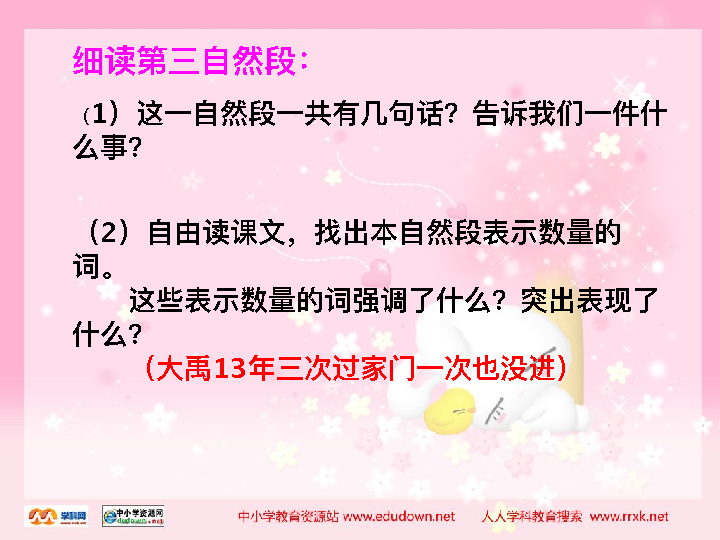 细读第三自然段：
（1）这一自然段一共有几句话？告诉我们一件什
么事？
（2）自由读课文，找出本自然段表示数量的
词。
这些表示数量的词强调了什么？突出表现了
什么？
（大禹13年三次过家门一次也没进）
学科网
www.rrxk.net
中小学资源网
edudown.net
中小学教育资源站 www.edudown.net 人人学科教育搜索 www.rrxk.net